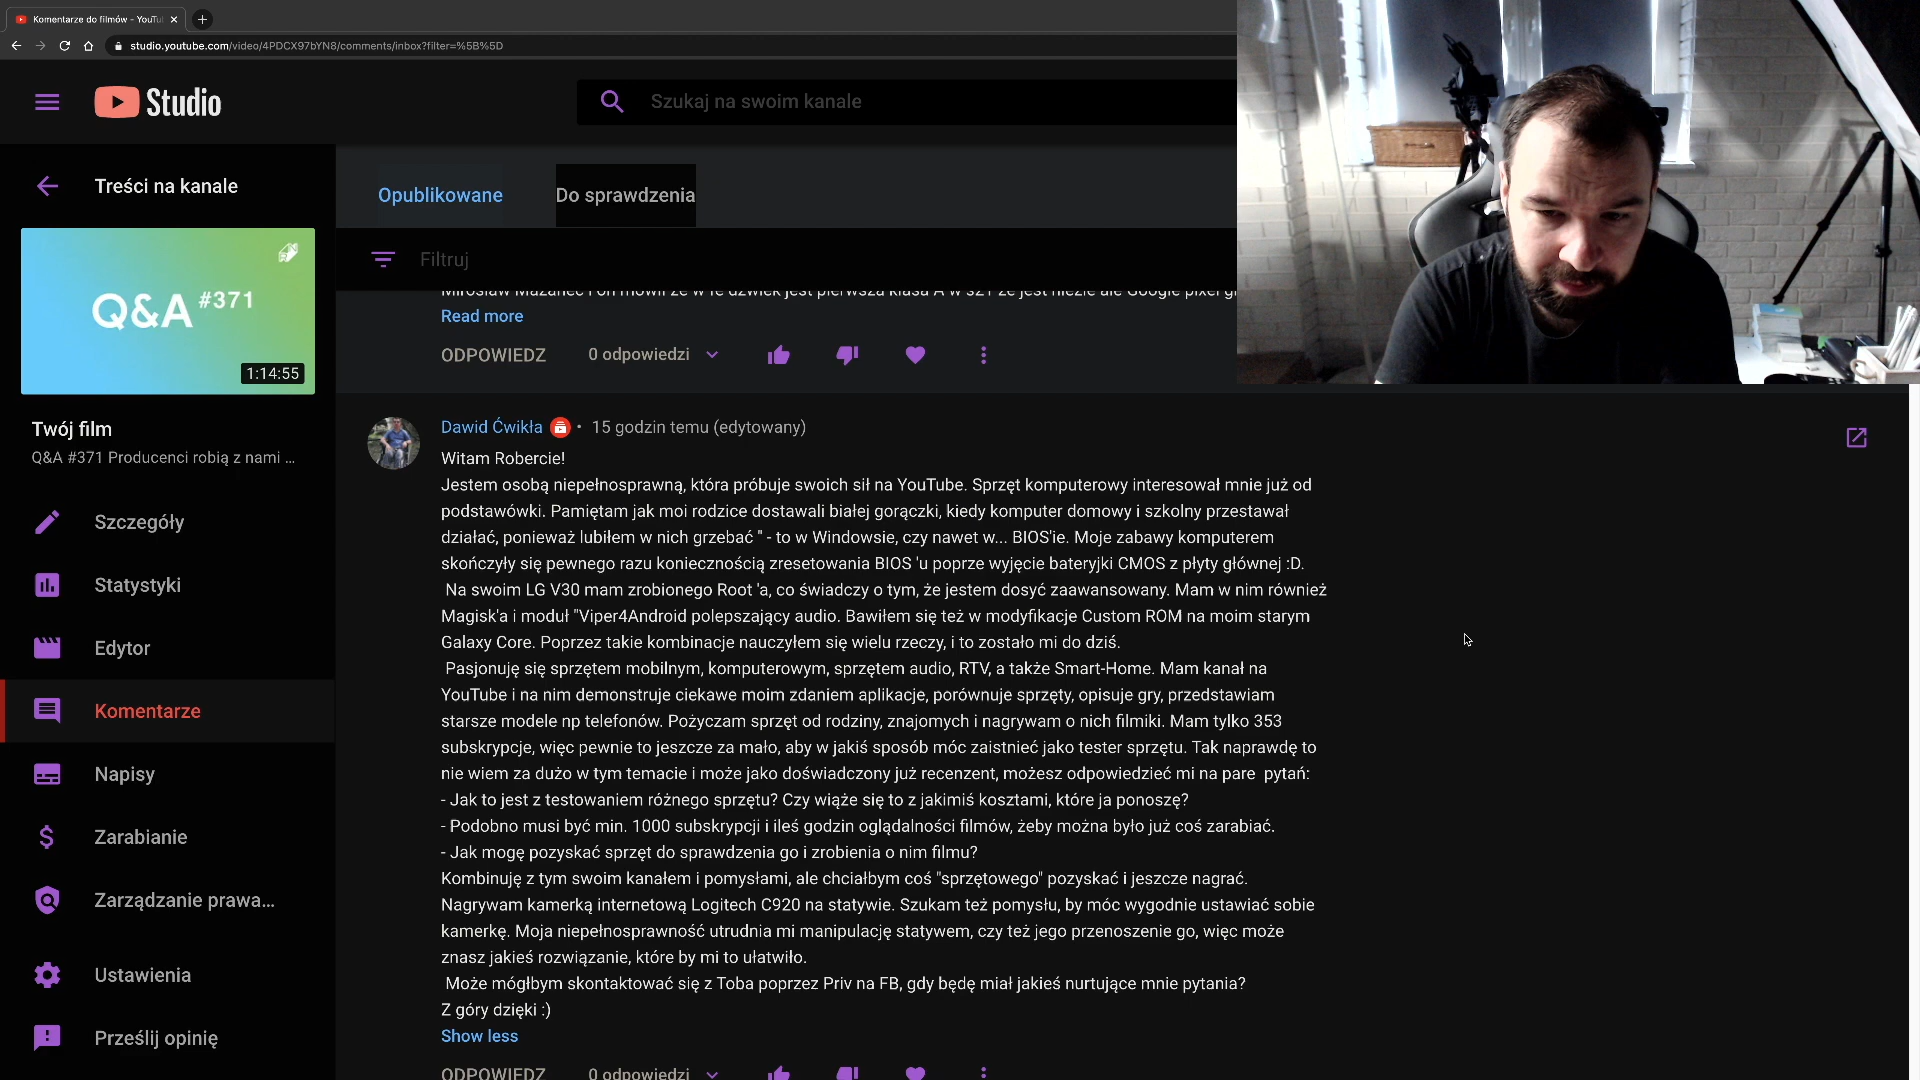 Komentarze do filmów - YouTu
studio.youtube.com/video/4PDCX97bYN8/comments/inbox?filter=%5B%5D
Studio
Szukaj na swoim kanale
Treści na kanale
Opublikowane
Do sprawdzenia
Filtruj
Q&A #371
1:14:55
Twój film
Q&A #371 Producenci robią z nami ...
Szczegóły
Statystyki
Edytor
Komentarze
Napisy
Zarabianie
Zarządzanie prawa...
Ustawienia
Prześlij opinię
Mirosław Mazanec i on mówił że w te dźwięk jest pierwsza klasa A w s21 że jest nieźle ale Google pixel
Read more
ODPOWIEDZ 0 odpowiedzi
Dawid Ćwikła • 15 godzin temu (edytowany)
Witam Robercie!
Jestem osobą niepełnosprawną, która próbuje swoich sił na YouTube. Sprzęt komputerowy interesował mnie już od
podstawówki. Pamiętam jak moi rodzice dostawali białej gorączki, kiedy komputer domowy i szkolny przestawał
działać, ponieważ lubiłem w nich grzebać " - to w Windowsie, czy nawet w... BIOS'ie. Moje zabawy komputerem
skończyły się pewnego razu koniecznością zresetowania BIOS 'u poprze wyjęcie bateryjki CMOS z płyty głównej :D.
Na swoim LG V30 mam zrobionego Root 'a, co świadczy o tym, że jestem dosyć zaawansowany. Mam w nim również
Magisk'a i moduł "Viper4Android polepszający audio. Bawiłem się też w modyfikacje Custom ROM na moim starym
Galaxy Core. Poprzez takie kombinacje nauczyłem się wielu rzeczy, i to zostało mi do dziś.
Pasjonuję się sprzętem mobilnym, komputerowym, sprzętem audio, RTV, a także Smart-Home. Mam kanał na
YouTube i na nim demonstruje ciekawe moim zdaniem aplikacje, porównuje sprzęty, opisuje gry, przedstawiam
starsze modele np telefonów. Pożyczam sprzęt od rodziny, znajomych i nagrywam o nich filmiki. Mam tylko 353
subskrypcje, więc pewnie to jeszcze za mało, aby w jakiś sposób móc zaistnieć jako tester sprzętu. Tak naprawdę to
nie wiem za dużo w tym temacie i może jako doświadczony już recenzent, możesz odpowiedzieć mi na pare pytań:
- Jak to jest z testowaniem różnego sprzętu? Czy wiąże się to z jakimiś kosztami, które ja ponoszę?
- Podobno musi być min. 1000 subskrypcji i ileś godzin oglądalności filmów, żeby można było już coś zarabiać.
- Jak mogę pozyskać sprzęt do sprawdzenia go i zrobienia o nim filmu?
Kombinuję z tym swoim kanałem i pomysłami, ale chciałbym coś "sprzętowego" pozyskać i jeszcze nagrać.
Nagrywam kamerką internetową Logitech C920 na statywie. Szukam też pomysłu, by móc wygodnie ustawiać sobie
kamerkę. Moja niepełnosprawność utrudnia mi manipulację statywem, czy też jego przenoszenie go, więc może
znasz jakieś rozwiązanie, które by mi to ułatwiło.
Może mógłbym skontaktować się z Toba poprzez Priv na FB, gdy będę miał jakieś nurtujące mnie pytania?
Z góry dzięki :)
Show less
ODPOWIEDZ 0 odpowiedzi